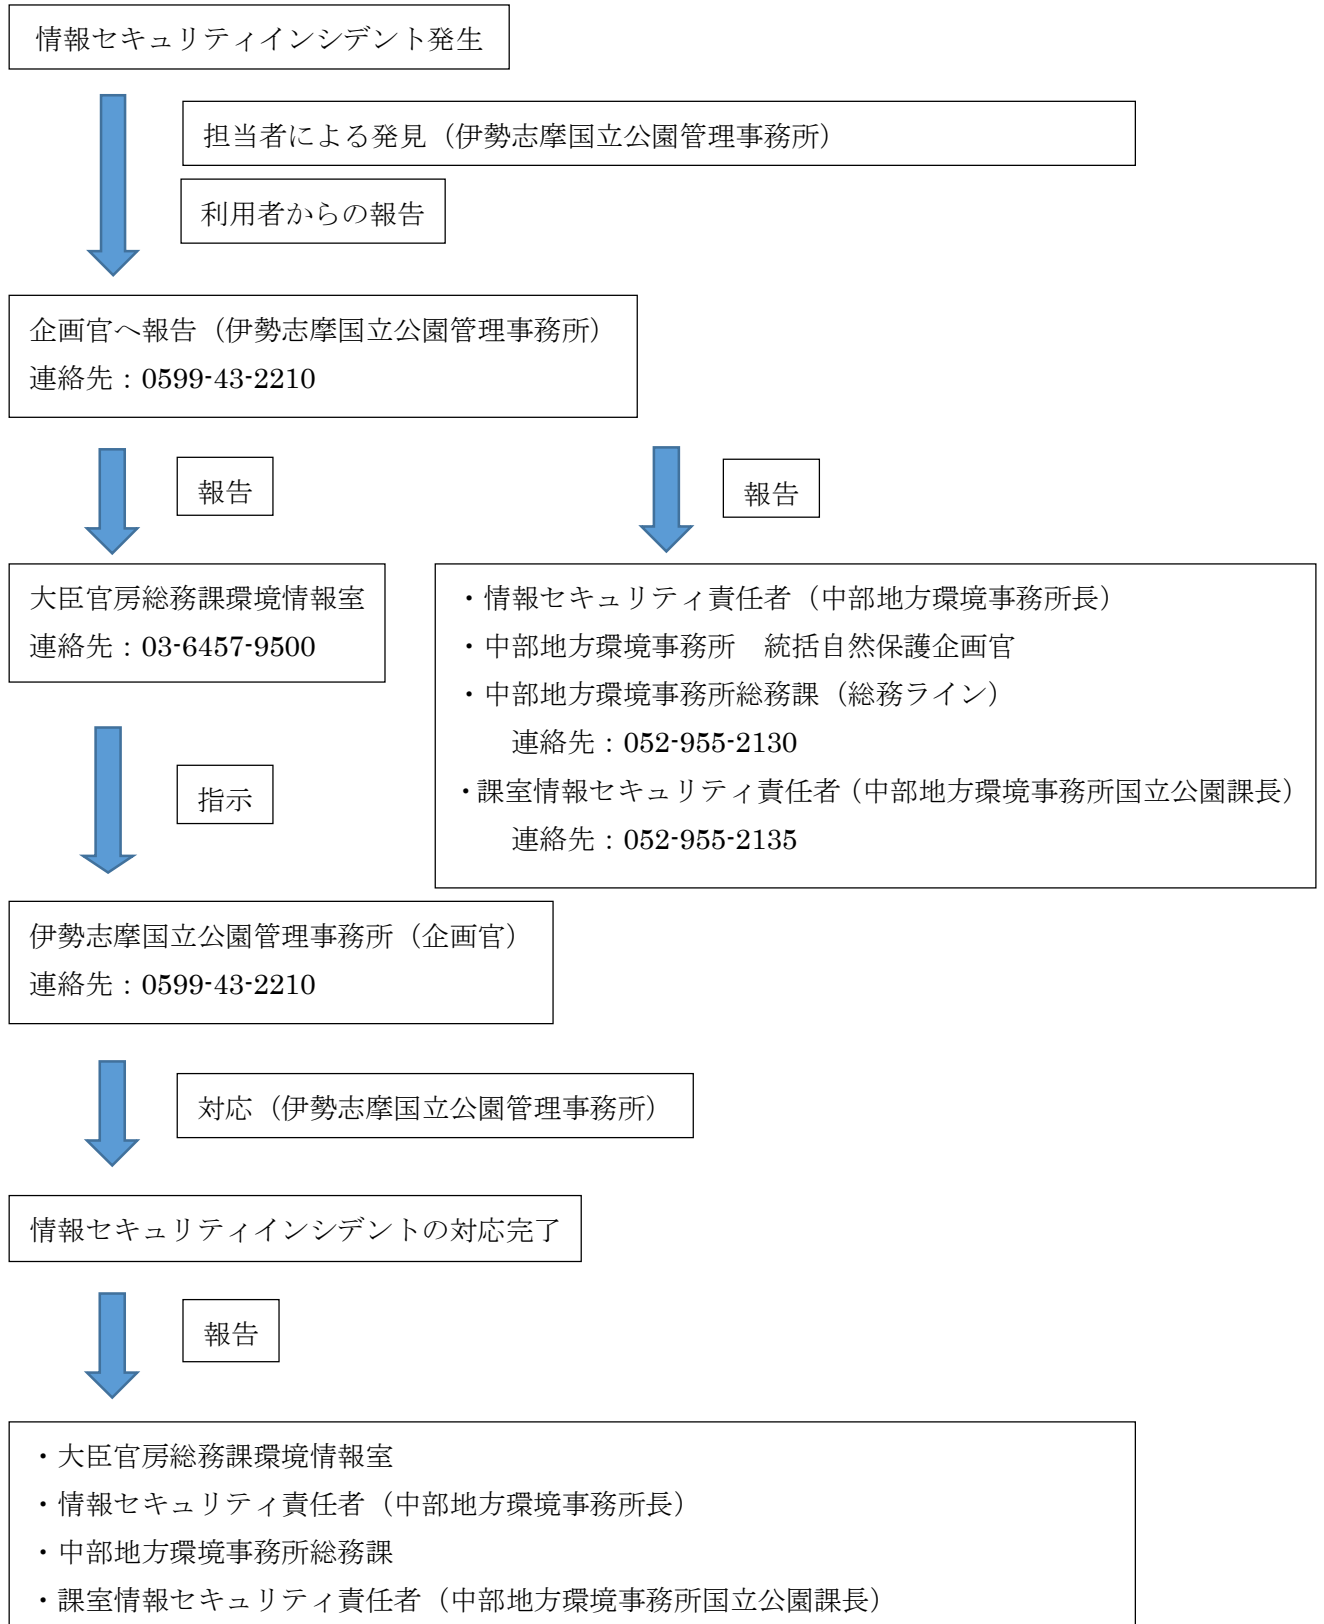 情報セキュリティインシデント発生
担当者による発見（伊勢志摩国立公園管理事務所）
利用者からの報告
企画官へ報告（伊勢志摩国立公園管理事務所）
連絡先：0599-43-2210
報告
報告
大臣官房総務課環境情報室
連絡先：03-6457-9500
・情報セキュリティ責任者（中部地方環境事務所長）
・中部地方環境事務所　統括自然保護企画官
・中部地方環境事務所総務課（総務ライン）
連絡先：052-955-2130
・課室情報セキュリティ責任者（中部地方環境事務所国立公園課長）
連絡先：052-955-2135
指示
伊勢志摩国立公園管理事務所（企画官）
連絡先：0599-43-2210
対応（伊勢志摩国立公園管理事務所）
情報セキュリティインシデントの対応完了
報告
・大臣官房総務課環境情報室
・情報セキュリティ責任者（中部地方環境事務所長）
・中部地方環境事務所総務課
・課室情報セキュリティ責任者（中部地方環境事務所国立公園課長）